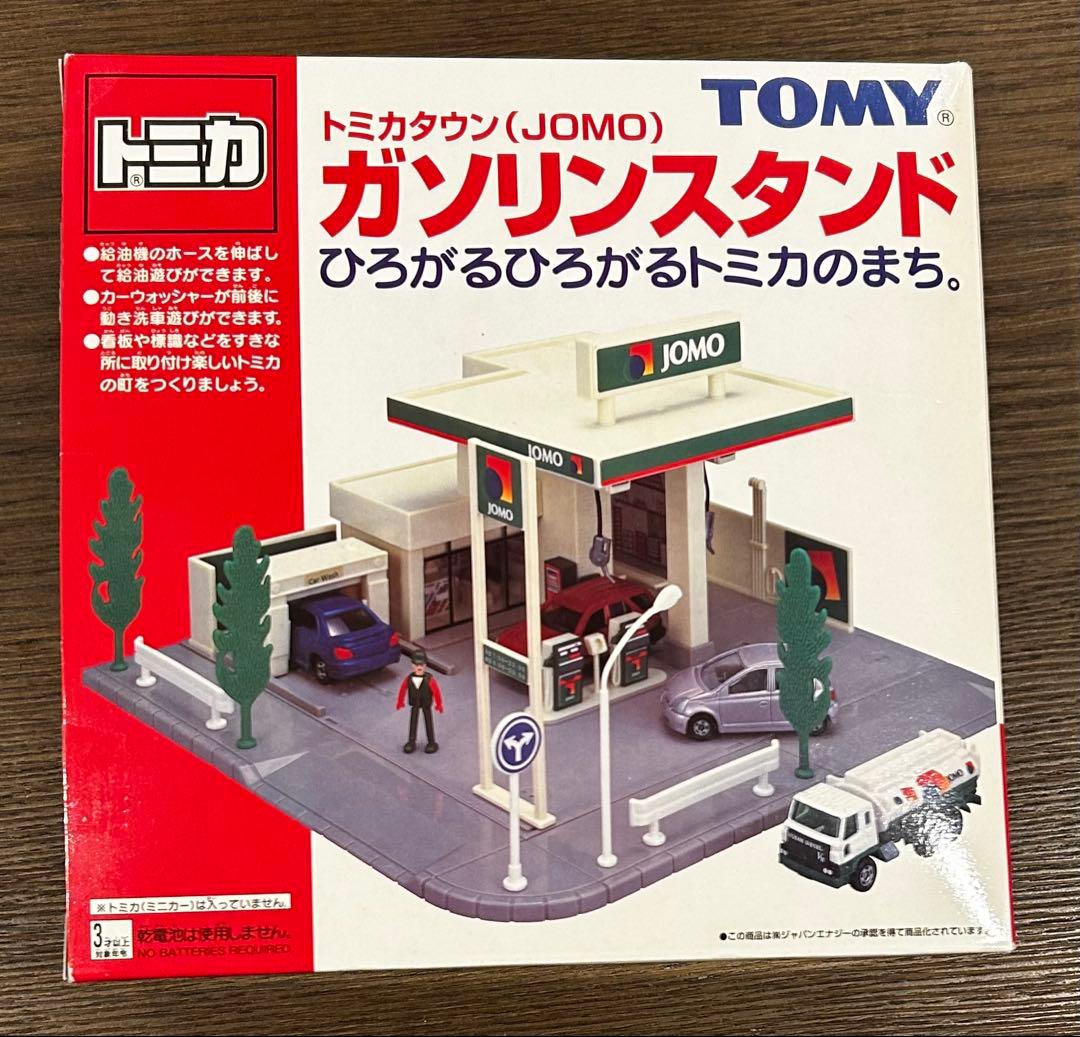 トミカ®
TOMY®
トミカタウン(JOMO)
ガソリンスタンド
ひろがるひろがるトミカのまち。
●給油機のホースを伸ばし
て給油遊びができます。
●カーウォッシャーが前後に
動き洗車遊びができます。
●看板や標識などをすきな
所に取り付け楽しいトミカ
の町をつくりましょう。
JOMO
JOMO
JOMO
Car Wash
JOMO
※トミカ(ミニカー)は入っていません。
3才以上
対象年令
乾電池は使用しません。
NO BATTERIES REQUIRED
●この商品は㈱ジャパンエナジーの承認を得て商品化されています。